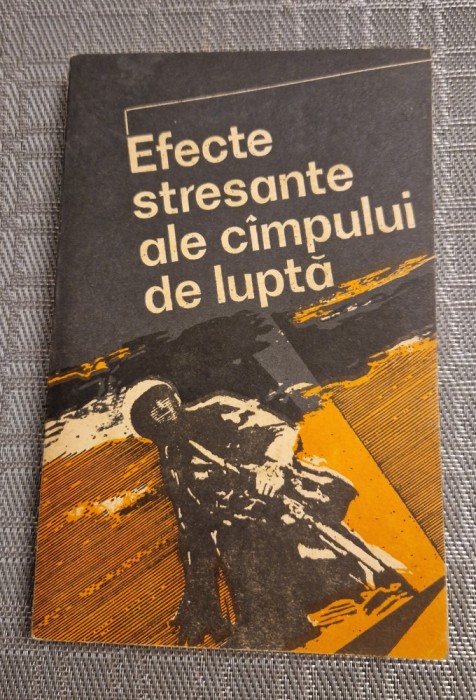 Efecte
stresante
ale cîmpului
de luptă